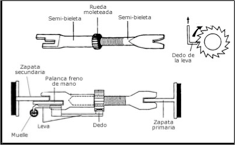 Rueda
moleteada
Semi-bieleta
Semi-bieleta
Dedo de
la leva
Zapata
secundaria
Palanca freno
de mano
Muelle
Leva
Dedo
Zapata
primaria